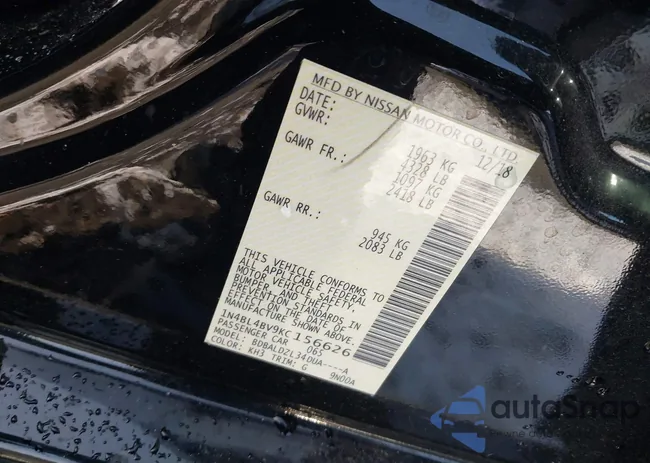 MFD BY NISSAN MOTOR CO., LTD.
DATE: 12/18
GVWR: 1963 KG
4328 LB
GAWR FR.: 1097 KG
2418 LB
GAWR RR.: 945 KG
2083 LB
THIS VEHICLE CONFORMS TO
ALL APPLICABLE FEDERAL
MOTOR VEHICLE SAFETY,
BUMPER, AND THEFT
PREVENTION STANDARDS IN
EFFECT ON THE DATE OF
MANUFACTURE SHOWN ABOVE.
1N4BL4BV9KC156626
PASSENGER CAR 065
MODEL: BDBALDZL34DUA----A
COLOR: KH3 TRIM: G 9N00A
autoSnap